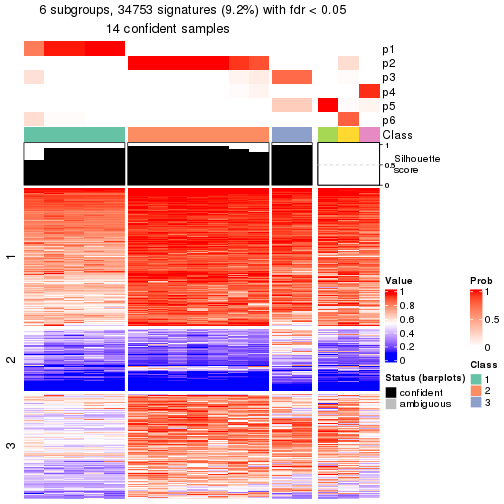 6 subgroups, 34753 signatures (9.2%) with fdr < 0.05
14 confident samples
p1
p2
p3
p4
p5
p6
Class
1
0.5
0
Silhouette
score
1
2
3
Value
1
0.8
0.6
0.4
0.2
0
Prob
1
0.5
0
Status (barplots)
confident
ambiguous
Class
1
2
3